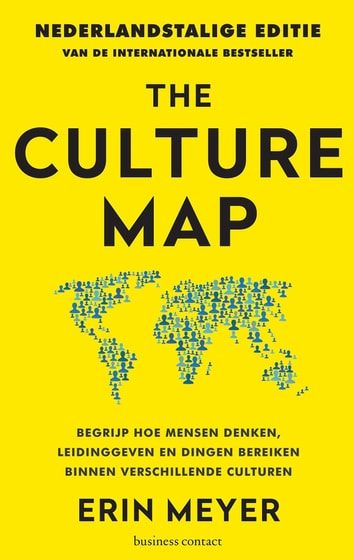 NEDERLANDSTALIGE EDITIE
VAN DE INTERNATIONALE BESTSELLER
THE
CULTURE
MAP
BEGRIJP HOE MENSEN DENKEN,
LEIDINGGEVEN EN DINGEN BEREIKEN
BINNEN VERSCHILLENDE CULTUREN
ERIN MEYER
business contact